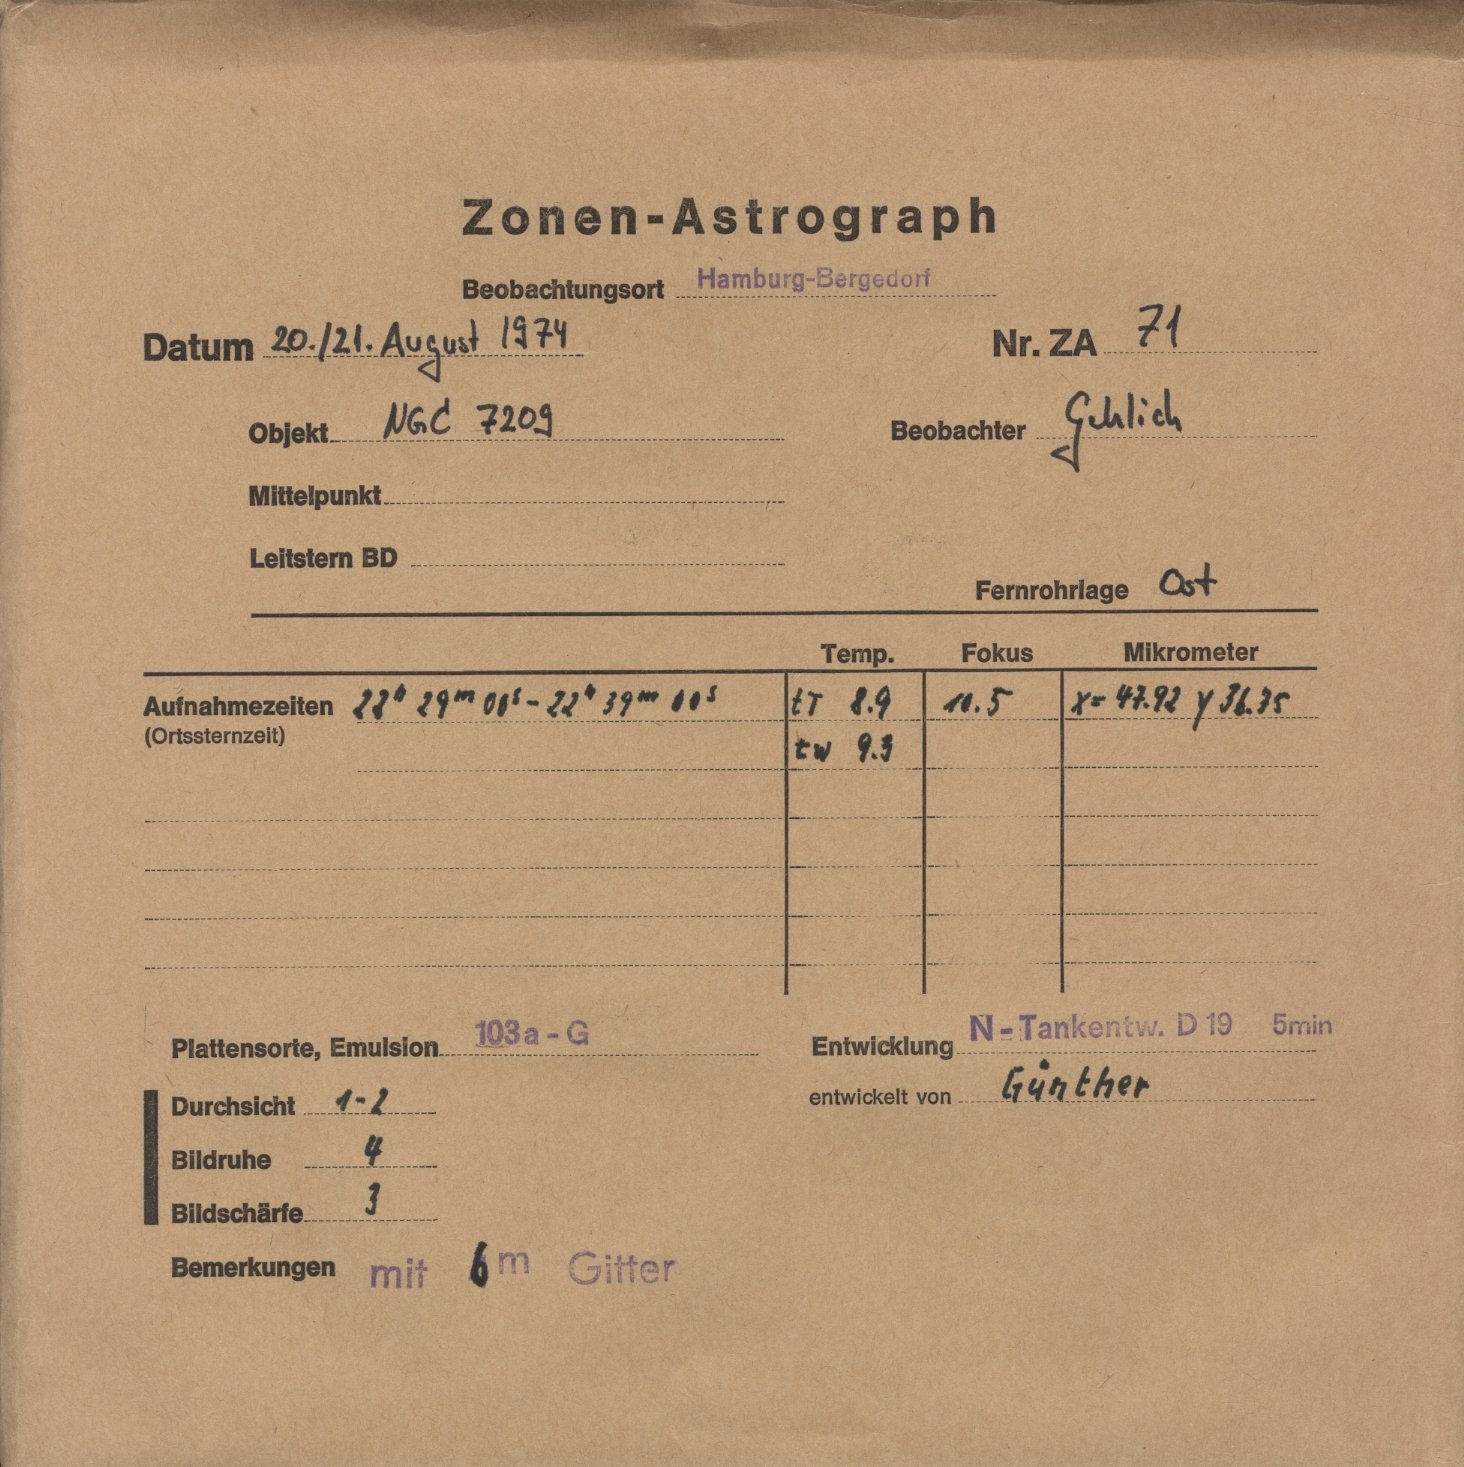 Zonen-Astrograph
Beobachtungsort Hamburg-Bergedorf
Datum 20./21. August 1974 Nr. ZA 71
Objekt NGC 7209 Beobachter Gehlich
Mittelpunkt
Leitstern BD
Fernrohrlage Ost
Temp. Fokus Mikrometer
Aufnahmezeiten 22h 29m 00s - 22h 39m 00s tT 8.9 10.5 x= 47.92 y 36.35
(Ortssternzeit) tw 9.3
Plattensorte, Emulsion 103a-G Entwicklung N-Tankentw. D 19 5min
Durchsicht 1-2 entwickelt von Günther
Bildruhe 4
Bildschärfe 3
Bemerkungen mit 6m Gitter